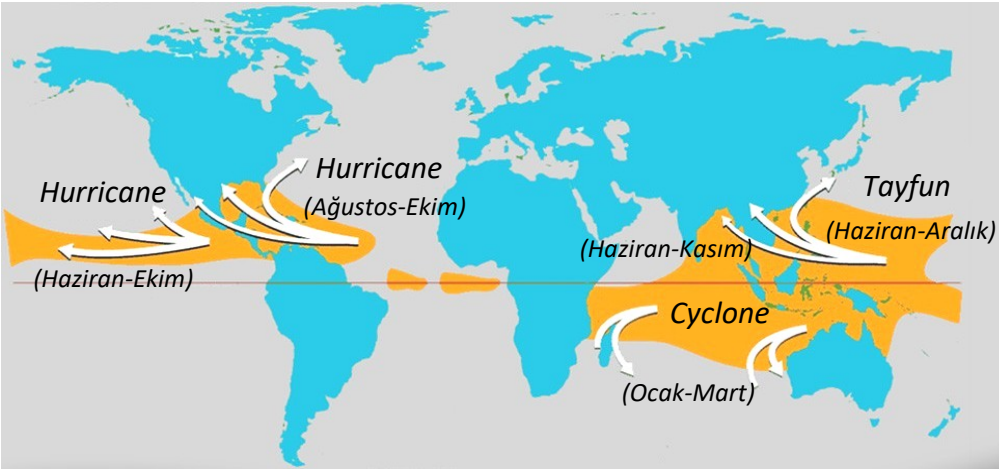 Hurricane
(Haziran-Ekim)
Hurricane
(Ağustos-Ekim)
Tayfun
(Haziran-Aralık)
(Haziran-Kasım)
Cyclone
(Ocak-Mart)